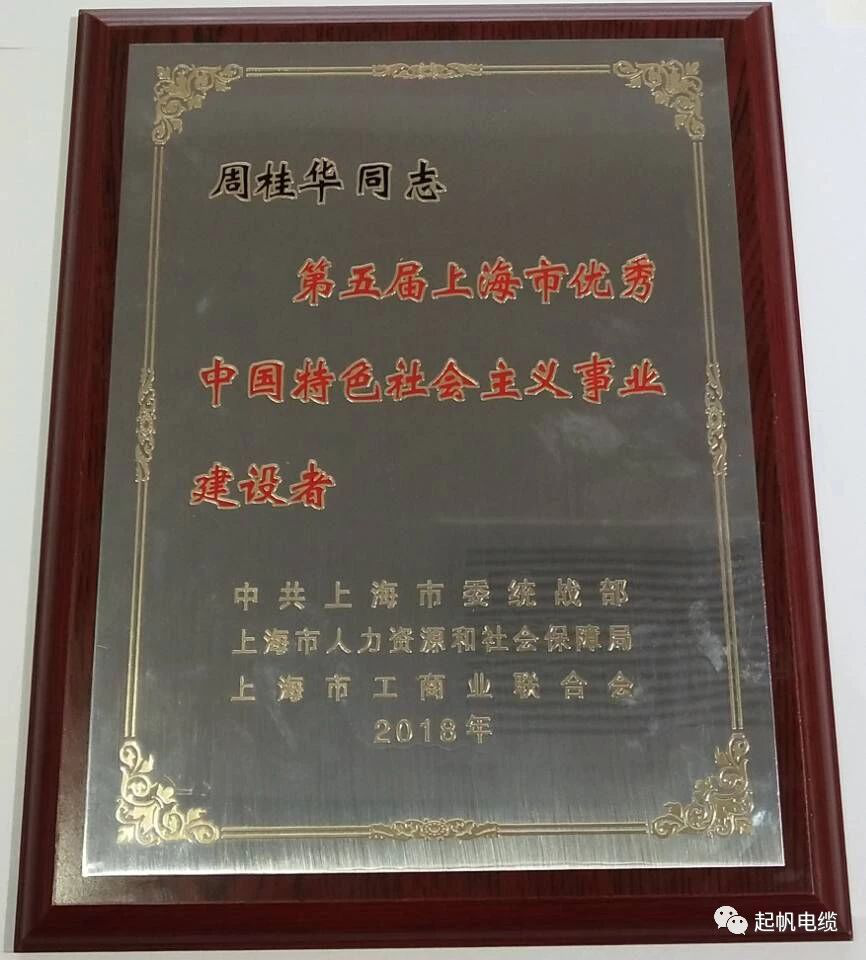 周桂华同志
第五届上海市优秀
中国特色社会主义事业
建设者
中共上海市委统战部
上海市人力资源和社会保障局
上海市工商业联合会
2018年
起帆电缆